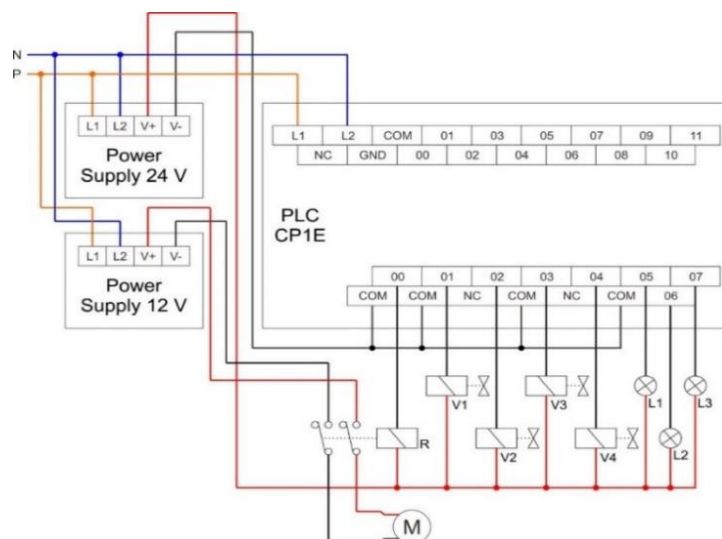 N
P
L1 L2 V+ V-
Power
Supply 24 V
L1 L2 COM 01 03 05 07 09 11
NC GND 00 02 04 06 08 10
PLC
CP1E
L1 L2 V+ V-
Power
Supply 12 V
00 01 02 03 04 05 07
COM COM NC COM NC COM 06
V1 V3 L1 L3
R V2 V4 L2
M